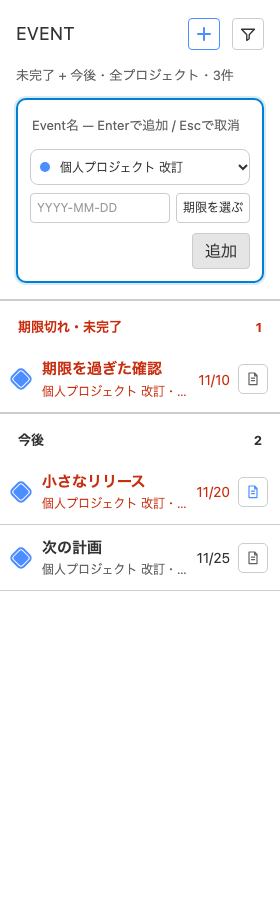 EVENT
未完了 + 今後・全プロジェクト・3件
Event名 — Enterで追加 / Escで取消
個人プロジェクト 改訂
YYYY-MM-DD
期限を選ぶ
追加
期限切れ・未完了 1
期限を過ぎた確認
11/10
個人プロジェクト 改訂・...
今後 2
小さなリリース
11/20
個人プロジェクト 改訂・...
次の計画
11/25
個人プロジェクト 改訂・...